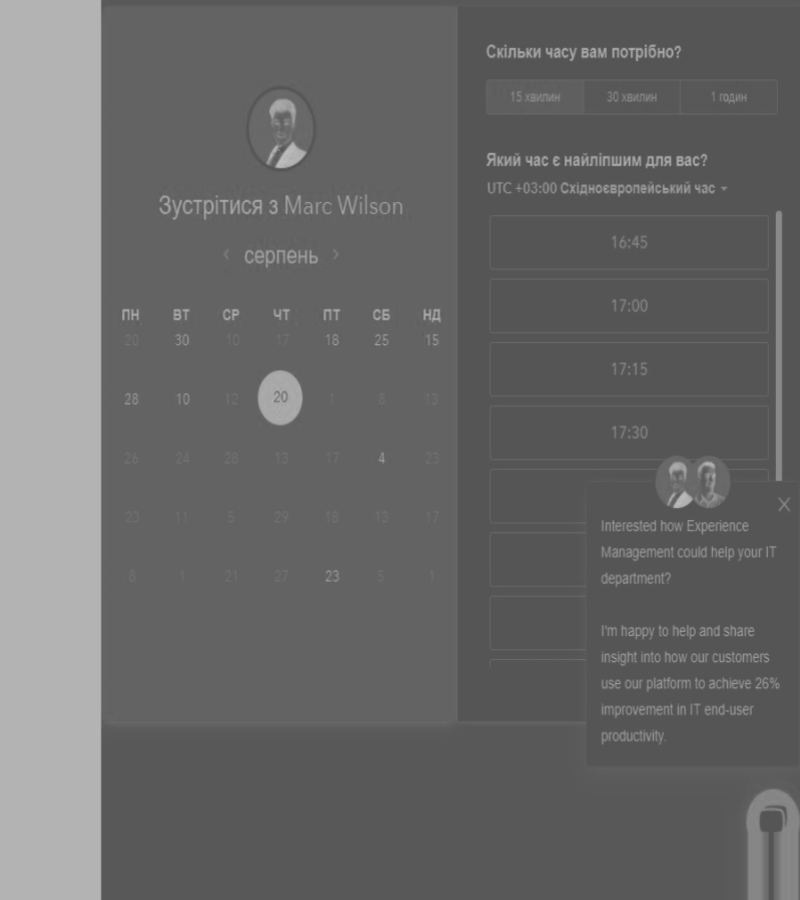 Зустрітися з Marc Wilson
‹ серпень ›
ПН ВТ СР ЧТ ПТ СБ НД
20 30 10 17 18 25 15
28 10 12 20 1 8 13
26 24 28 13 17 4 23
23 11 5 29 18 13 17
8 1 21 27 23 5 1
Скільки часу вам потрібно?
15 хвилин 30 хвилин 1 годин
Який час є найліпшим для вас?
UTC +03:00 Східноєвропейський час
16:45
17:00
17:15
17:30
Interested how Experience
Management could help your IT
department?
I'm happy to help and share
insight into how our customers
use our platform to achieve 26%
improvement in IT end-user
productivity.